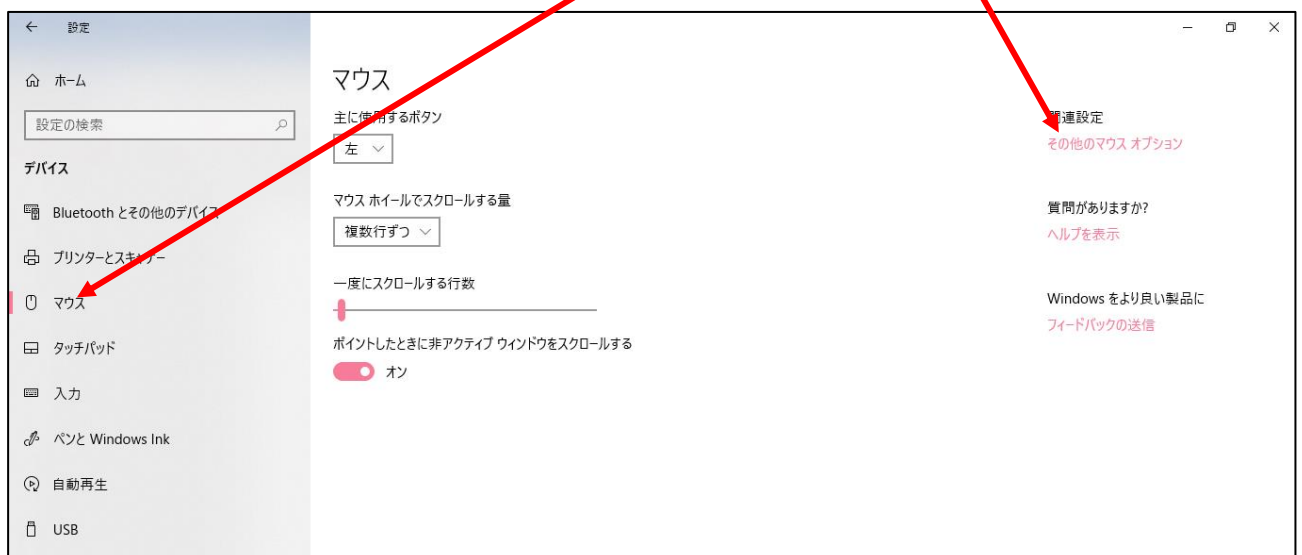 設定
ホーム
設定の検索
デバイス
Bluetooth とその他のデバイス
プリンターとスキャナー
マウス
タッチパッド
入力
ペンと Windows Ink
自動再生
USB
マウス
主に使用するボタン
左
マウス ホイールでスクロールする量
複数行ずつ
一度にスクロールする行数
ポイントしたときに非アクティブ ウィンドウをスクロールする
オン
関連設定
その他のマウス オプション
質問がありますか?
ヘルプを表示
Windows をより良い製品に
フィードバックの送信